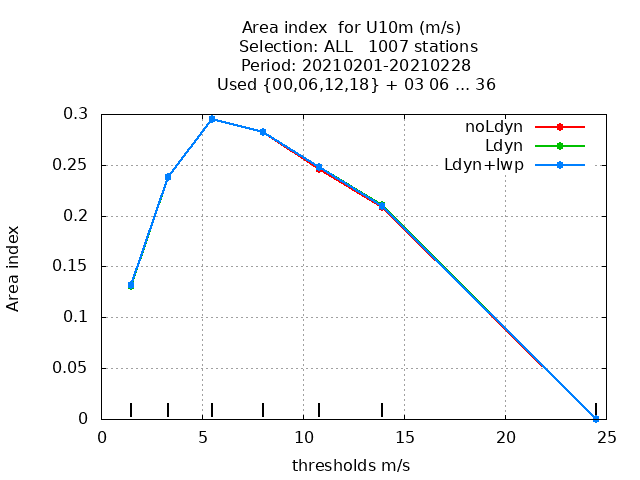 Area index  for U10m (m/s)
Selection: ALL   1007 stations
Period: 20210201-20210228
Used {00,06,12,18} + 03 06 ... 36
noLdyn
Ldyn
Ldyn+lwp
0.3
0.25
0.2
0.15
0.1
0.05
0
Area index
0 5 10 15 20 25
thresholds m/s